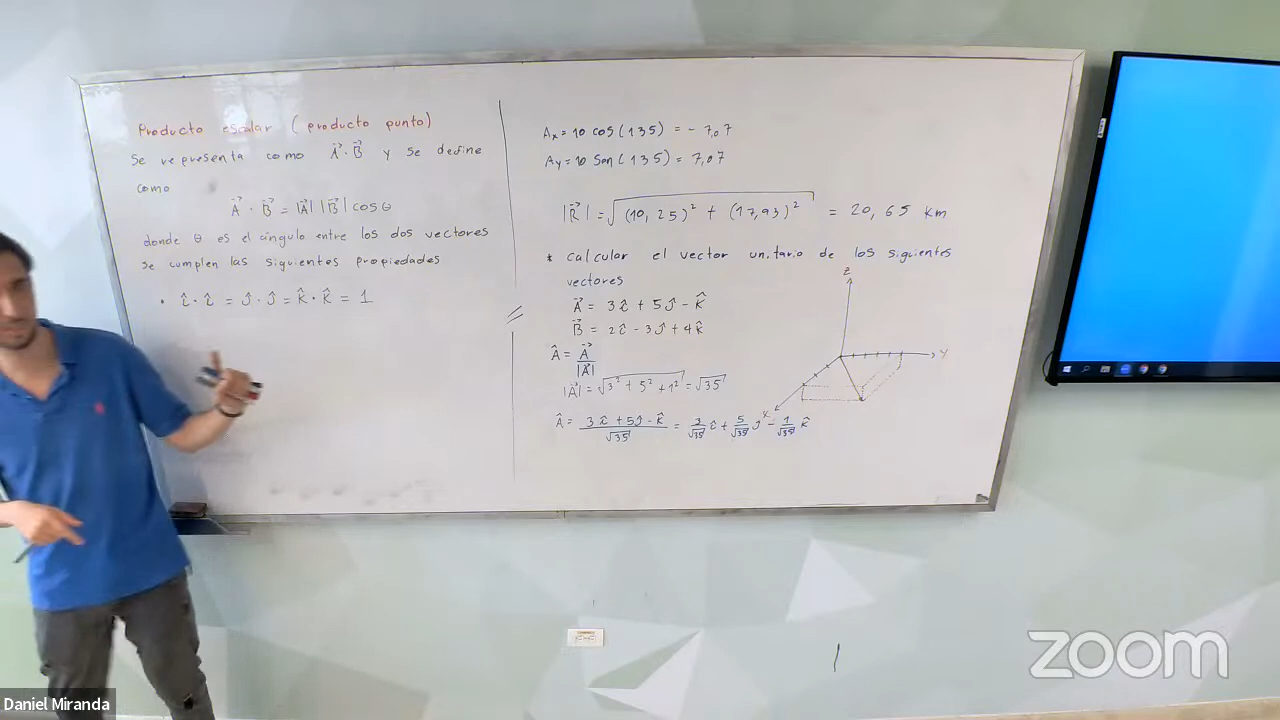 Producto escalar (producto punto)
Se representa como A⃗·B⃗ y se define
como
A⃗ · B⃗ = |A⃗| |B⃗| cosθ
donde θ es el ángulo entre los dos vectores
se cumplen las siguientes propiedades
• î·î = ĵ·ĵ = k̂·k̂ = 1
Ax = 10 cos(135) = -7,07
Ay = 10 Sen(135) = 7,07
|R⃗| = √((10,25)² + (17,93)²) = 20,65 km
* calcular el vector unitario de los siguientes
vectores
A⃗ = 3î + 5ĵ - k̂
B⃗ = 2î - 3ĵ + 4k̂
Â = A⃗/|A⃗|
|A⃗| = √(3² + 5² + 1²) = √35
Â = (3î + 5ĵ - k̂)/√35 = 3/√35 î + 5/√35 ĵ - 1/√35 k̂
Z
Y
X
zoom
Daniel Miranda